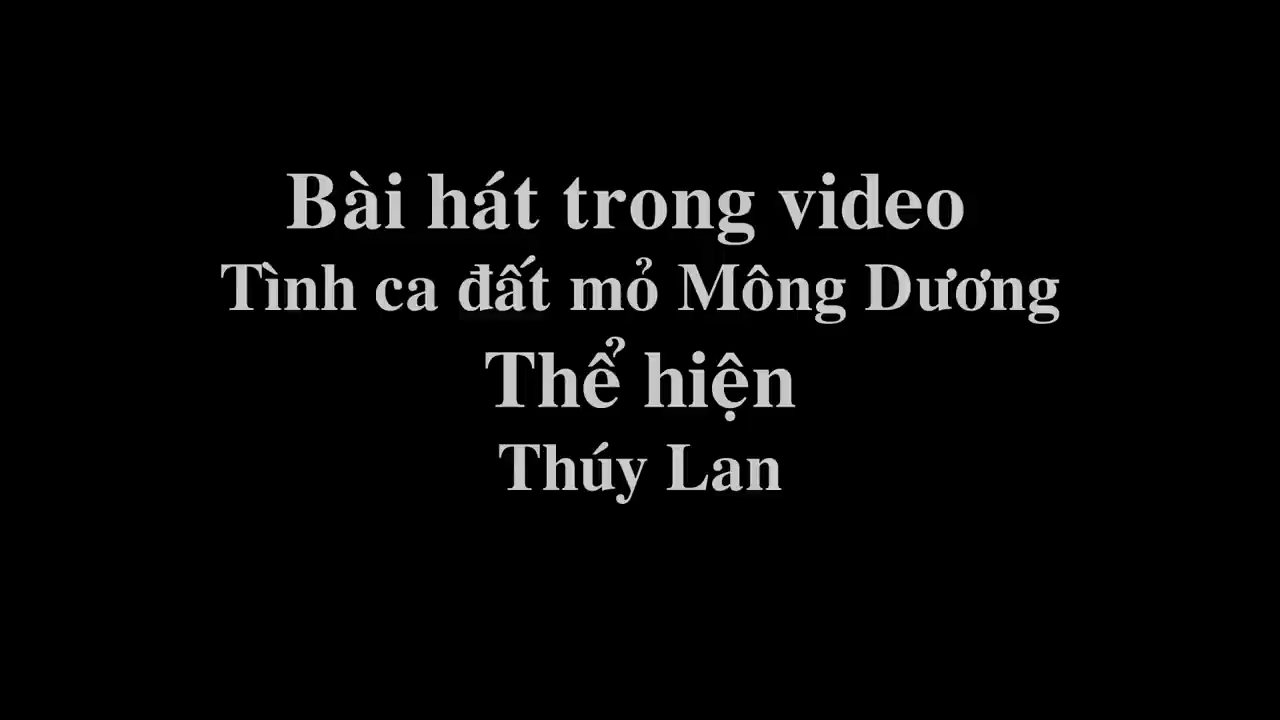 Bài hát trong video
Tình ca đất mỏ Mông Dương
Thể hiện
Thúy Lan